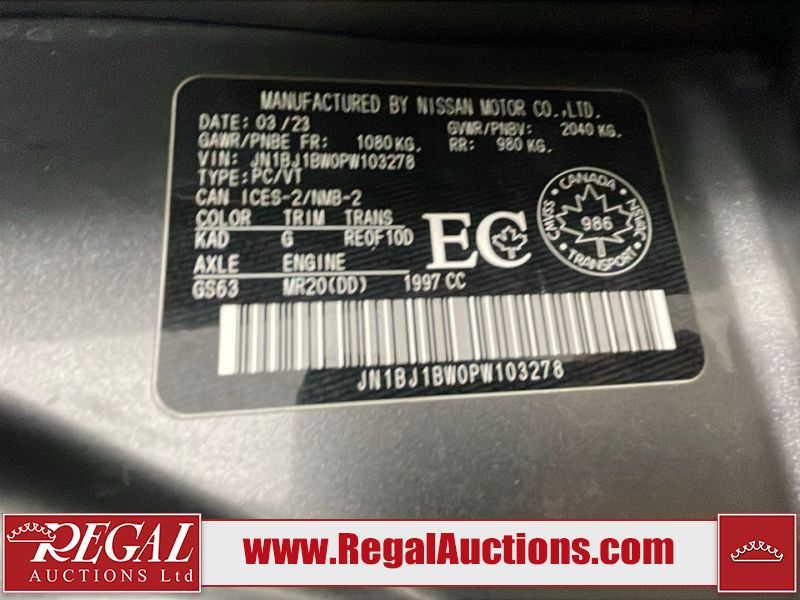 MANUFACTURED BY NISSAN MOTOR CO.,LTD.
DATE: 03/23 GVWR/PNBV: 2040 KG.
GAWR/PNBE FR: 1080 KG. RR: 980 KG.
VIN: JN1BJ1BW0PW103278
TYPE: PC/VT
CAN ICES-2/NMB-2
COLOR TRIM TRANS
KAD G RE0F10D
AXLE ENGINE
GS63 MR20(DD) 1997 CC
EC
CANADA
CMVSS 986 NSVAC
TRANSPORT
JN1BJ1BW0PW103278
REGAL
AUCTIONS Ltd
www.RegalAuctions.com